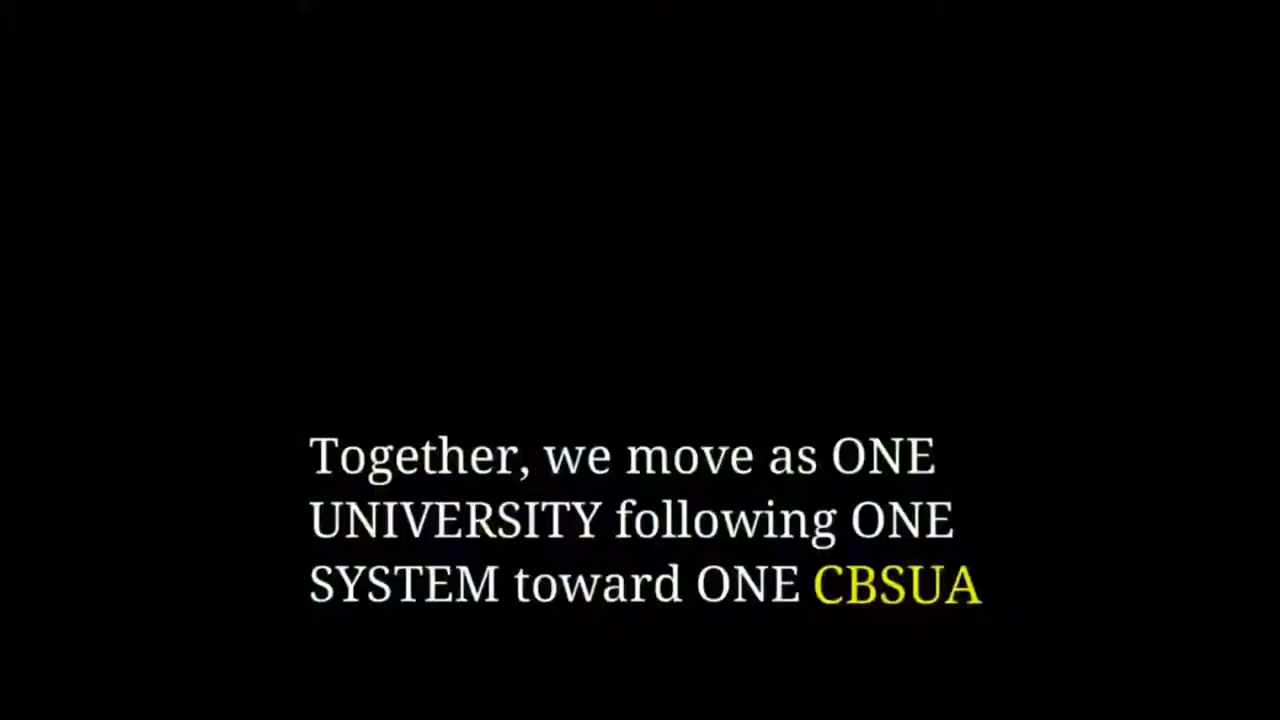 Together, we move as ONE
UNIVERSITY following ONE
SYSTEM toward ONE CBSUA